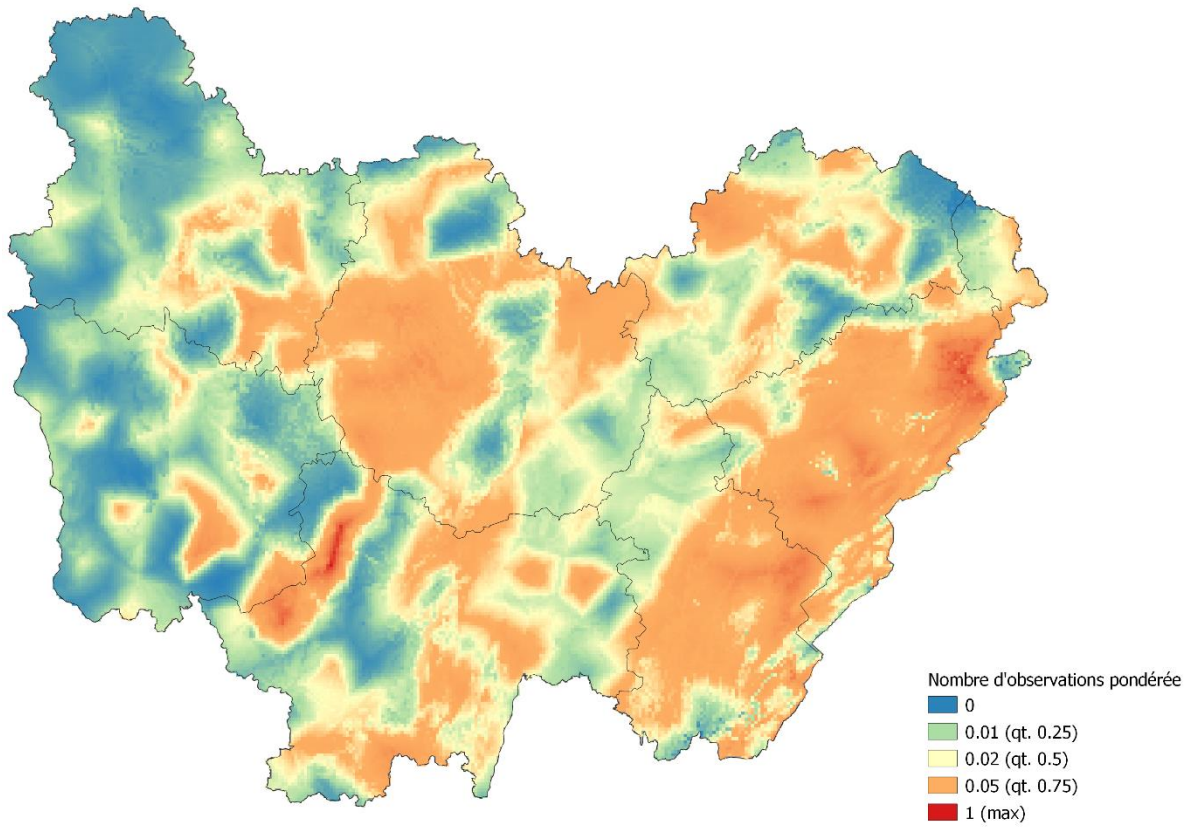 Nombre d'observations pondérée
0
0.01 (qt. 0.25)
0.02 (qt. 0.5)
0.05 (qt. 0.75)
1 (max)